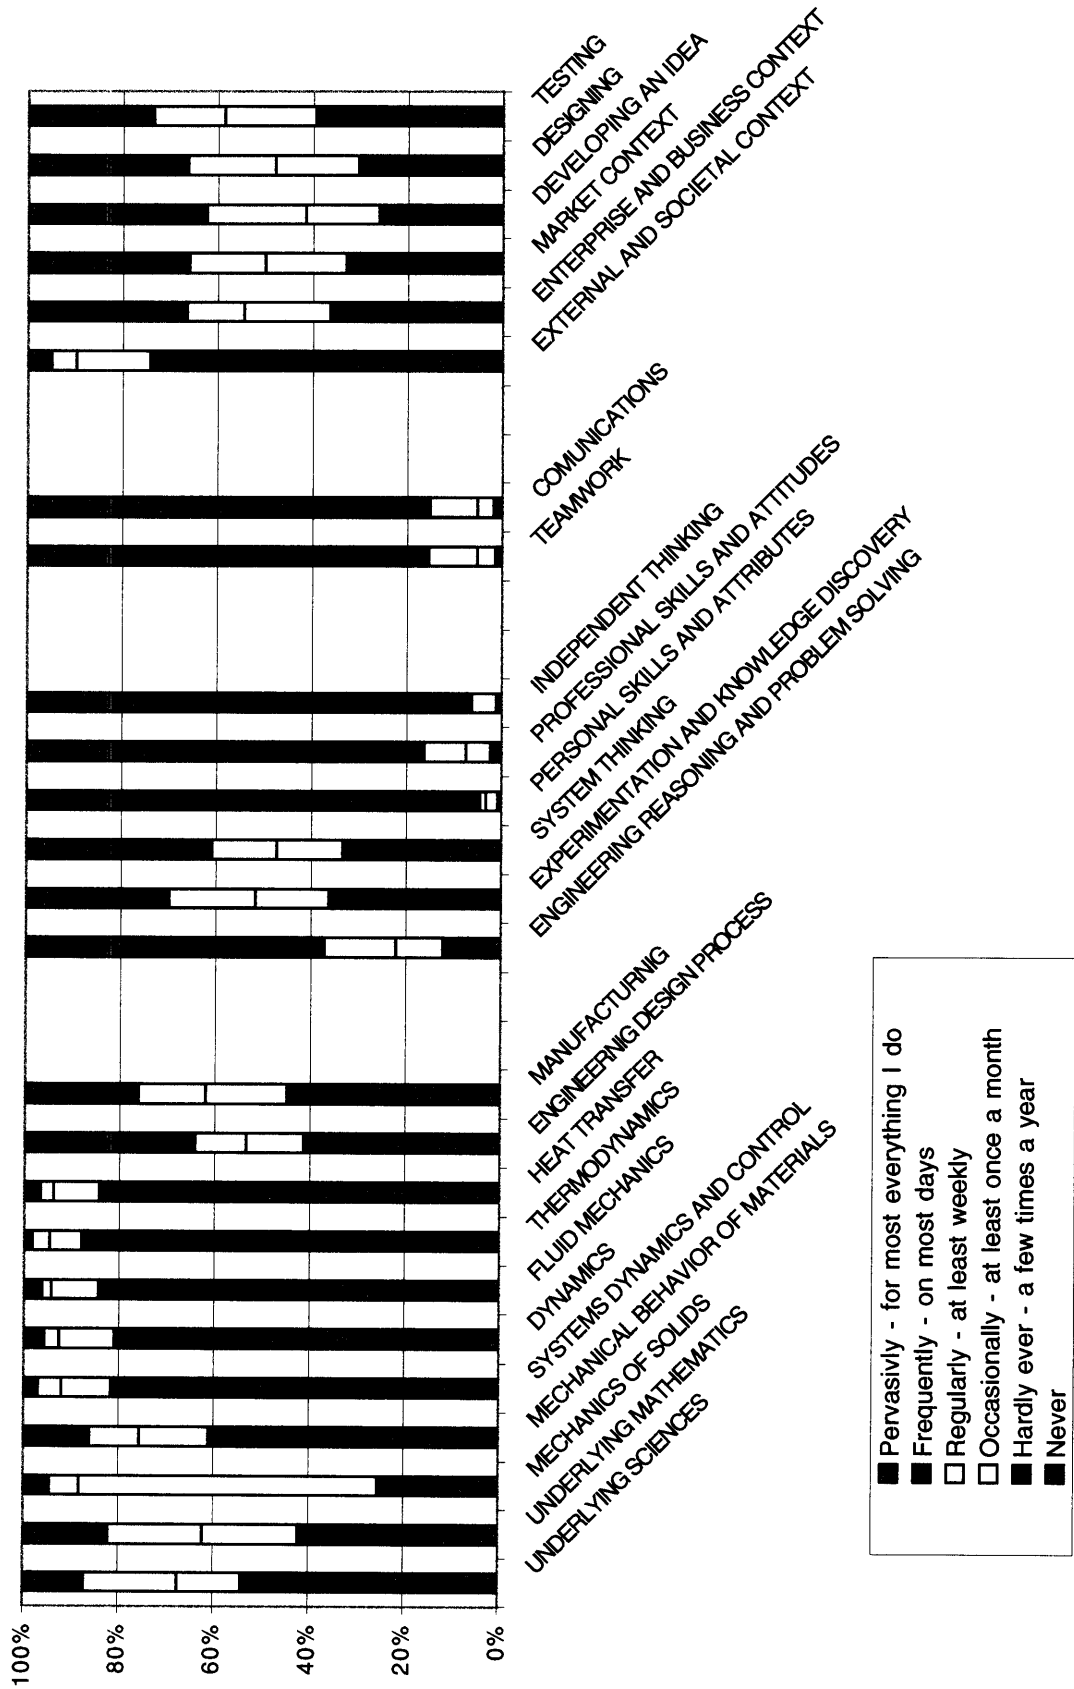 100%
80%
60%
40%
20%
0%
UNDERLYING SCIENCES
UNDERLYING MATHEMATICS
MECHANICS OF SOLIDS
MECHANICAL BEHAVIOR OF MATERIALS
SYSTEMS DYNAMICS AND CONTROL
DYNAMICS
FLUID MECHANICS
THERMODYNAMICS
HEAT TRANSFER
ENGINEERNIG DESIGN PROCESS
MANUFACTURNIG
ENGINEERING REASONING AND PROBLEM SOLVING
EXPERIMENTATION AND KNOWLEDGE DISCOVERY
SYSTEM THINKING
PERSONAL SKILLS AND ATTRIBUTES
PROFESSIONAL SKILLS AND ATTITUDES
INDEPENDENT THINKING
TEAMWORK
COMUNICATIONS
EXTERNAL AND SOCIETAL CONTEXT
ENTERPRISE AND BUSINESS CONTEXT
MARKET CONTEXT
DEVELOPING AN IDEA
DESIGNING
TESTING
Pervasivly - for most everything I do
Frequently - on most days
Regularly - at least weekly
Occasionally - at least once a month
Hardly ever - a few times a year
Never